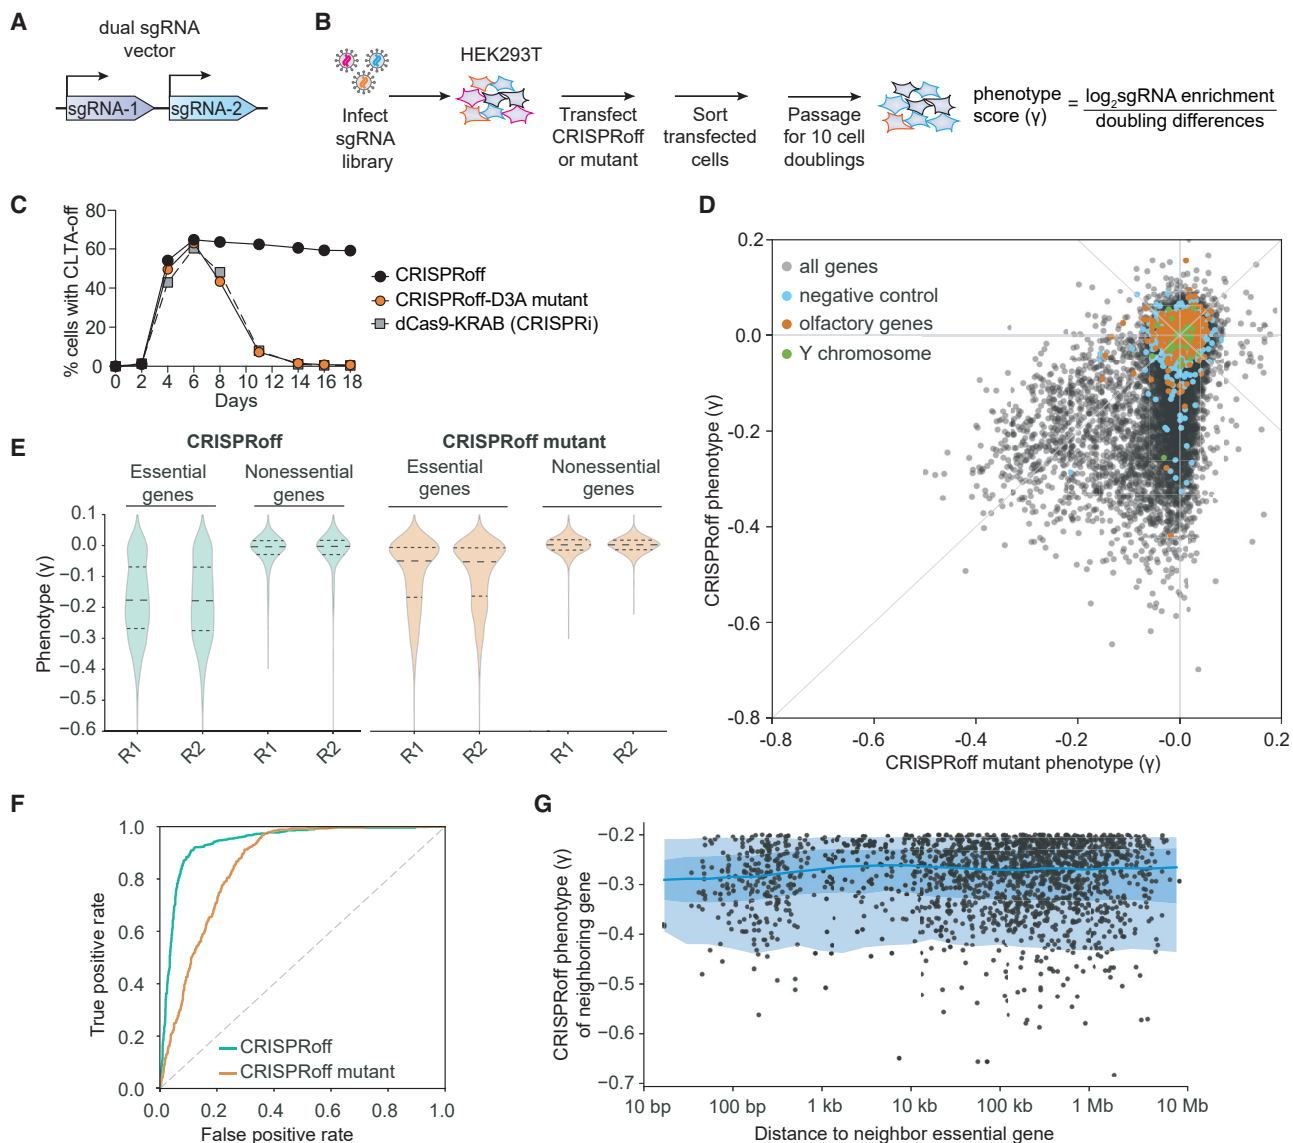 A
dual sgRNA
vector
sgRNA-1
sgRNA-2
B
Infect
sgRNA
library
HEK293T
Transfect
CRISPRoff
or mutant
Sort
transfected
cells
Passage
for 10 cell
doublings
phenotype
score (γ)
=
log2sgRNA enrichment
doubling differences
C
% cells with CLTA-off
80
60
40
20
0
0 2 4 6 8 10 12 14 16 18
Days
CRISPRoff
CRISPRoff-D3A mutant
dCas9-KRAB (CRISPRi)
D
CRISPRoff phenotype (γ)
0.2
0.0
-0.2
-0.4
-0.6
-0.8
all genes
negative control
olfactory genes
Y chromosome
-0.8 -0.6 -0.4 -0.2 -0.0 0.2
CRISPRoff mutant phenotype (γ)
E
CRISPRoff
CRISPRoff mutant
Essential
genes
Nonessential
genes
Essential
genes
Nonessential
genes
Phenotype (γ)
0.1
0.0
−0.1
−0.2
−0.3
−0.4
−0.5
−0.6
R1 R2 R1 R2 R1 R2 R1 R2
F
True positive rate
1.0
0.8
0.6
0.4
0.2
0.0
CRISPRoff
CRISPRoff mutant
0.0 0.2 0.4 0.6 0.8 1.0
False positive rate
G
CRISPRoff phenotype (γ)
of neighboring gene
−0.2
−0.3
−0.4
−0.5
−0.6
−0.7
10 bp 100 bp 1 kb 10 kb 100 kb 1 Mb 10 Mb
Distance to neighbor essential gene